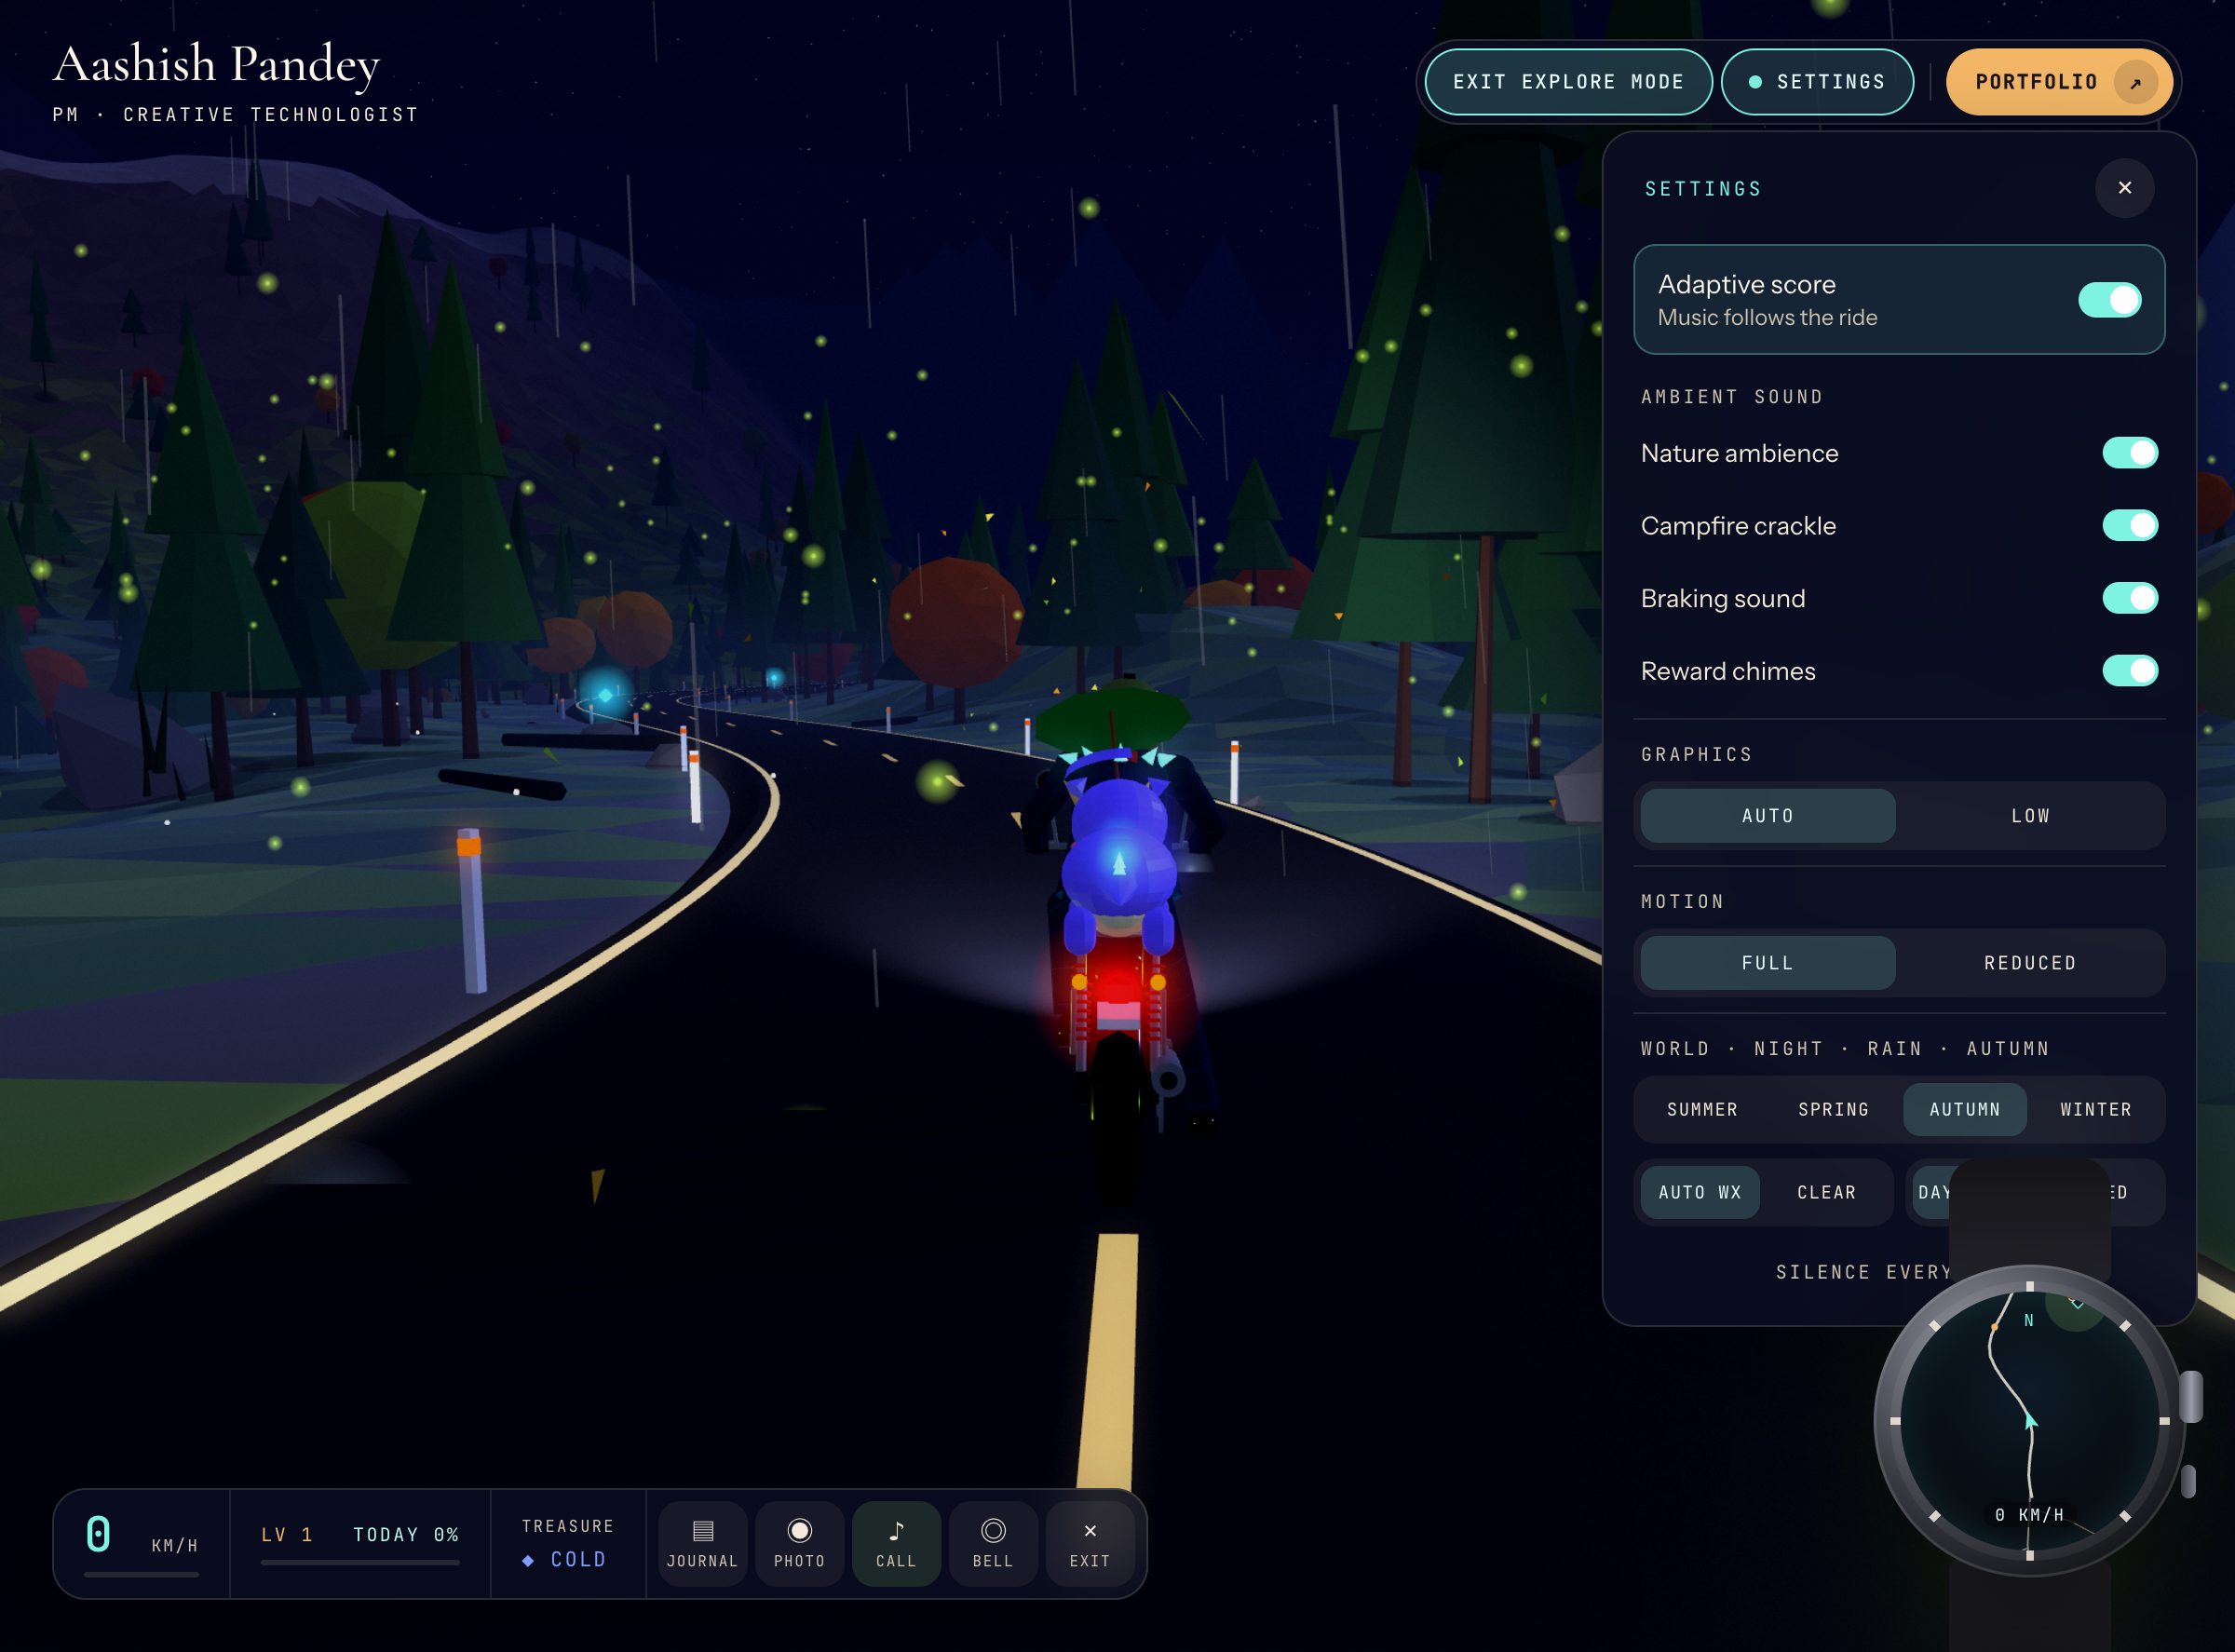 Aashish Pandey
PM · CREATIVE TECHNOLOGIST
EXIT EXPLORE MODE
SETTINGS
PORTFOLIO ↗
SETTINGS
×
Adaptive score
Music follows the ride
AMBIENT SOUND
Nature ambience
Campfire crackle
Braking sound
Reward chimes
GRAPHICS
AUTO LOW
MOTION
FULL REDUCED
WORLD · NIGHT · RAIN · AUTUMN
SUMMER SPRING AUTUMN WINTER
AUTO WX CLEAR
SILENCE
N
0 KM/H
0 KM/H
LV 1 TODAY 0%
TREASURE
◆ COLD
JOURNAL
PHOTO
♪
CALL
BELL
×
EXIT